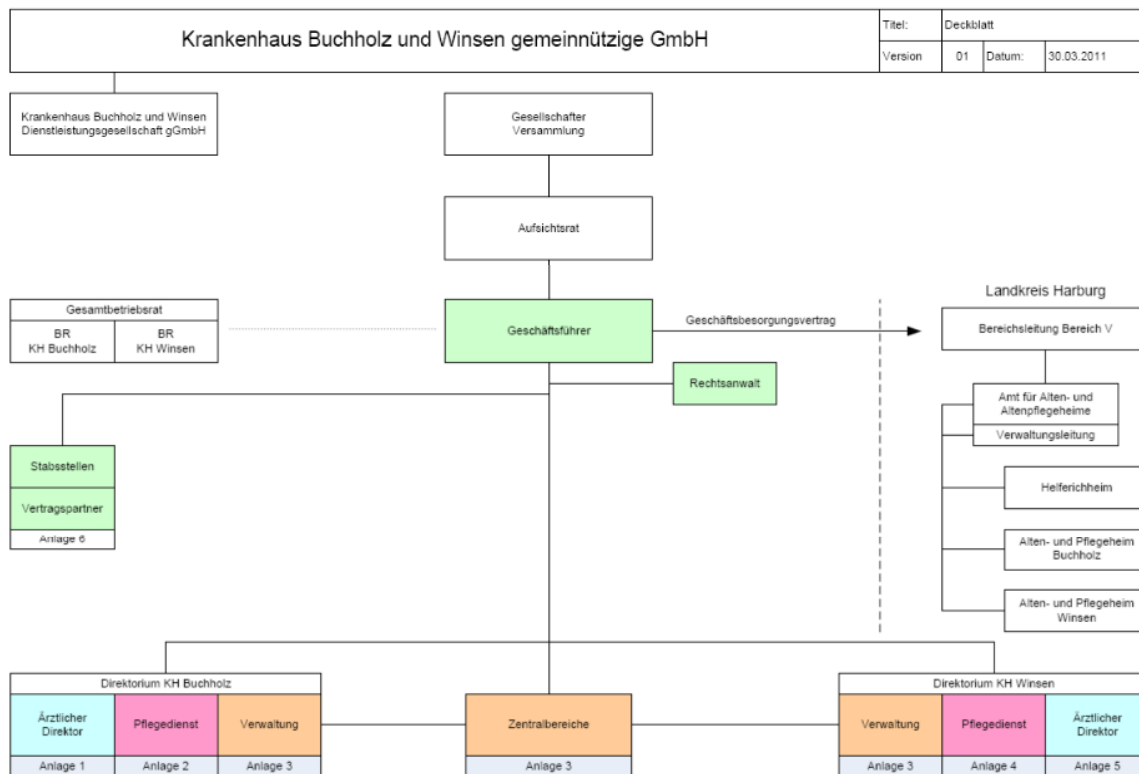 Krankenhaus Buchholz und Winsen gemeinnützige GmbH
Titel: Deckblatt
Version 01 Datum: 30.03.2011
Krankenhaus Buchholz und Winsen
Dienstleistungsgesellschaft gGmbH
Gesellschafter
Versammlung
Aufsichtsrat
Gesamtbetriebsrat
BR
KH Buchholz
BR
KH Winsen
Geschäftsführer
Geschäftsbesorgungsvertrag
Landkreis Harburg
Bereichsleitung Bereich V
Rechtsanwalt
Amt für Alten- und
Altenpflegeheime
Verwaltungsleitung
Stabsstellen
Vertragspartner
Anlage 6
Helferichheim
Alten- und Pflegeheim
Buchholz
Alten- und Pflegeheim
Winsen
Direktorium KH Buchholz
Ärztlicher
Direktor
Pflegedienst
Verwaltung
Anlage 1
Anlage 2
Anlage 3
Zentralbereiche
Anlage 3
Direktorium KH Winsen
Verwaltung
Pflegedienst
Ärztlicher
Direktor
Anlage 3
Anlage 4
Anlage 5